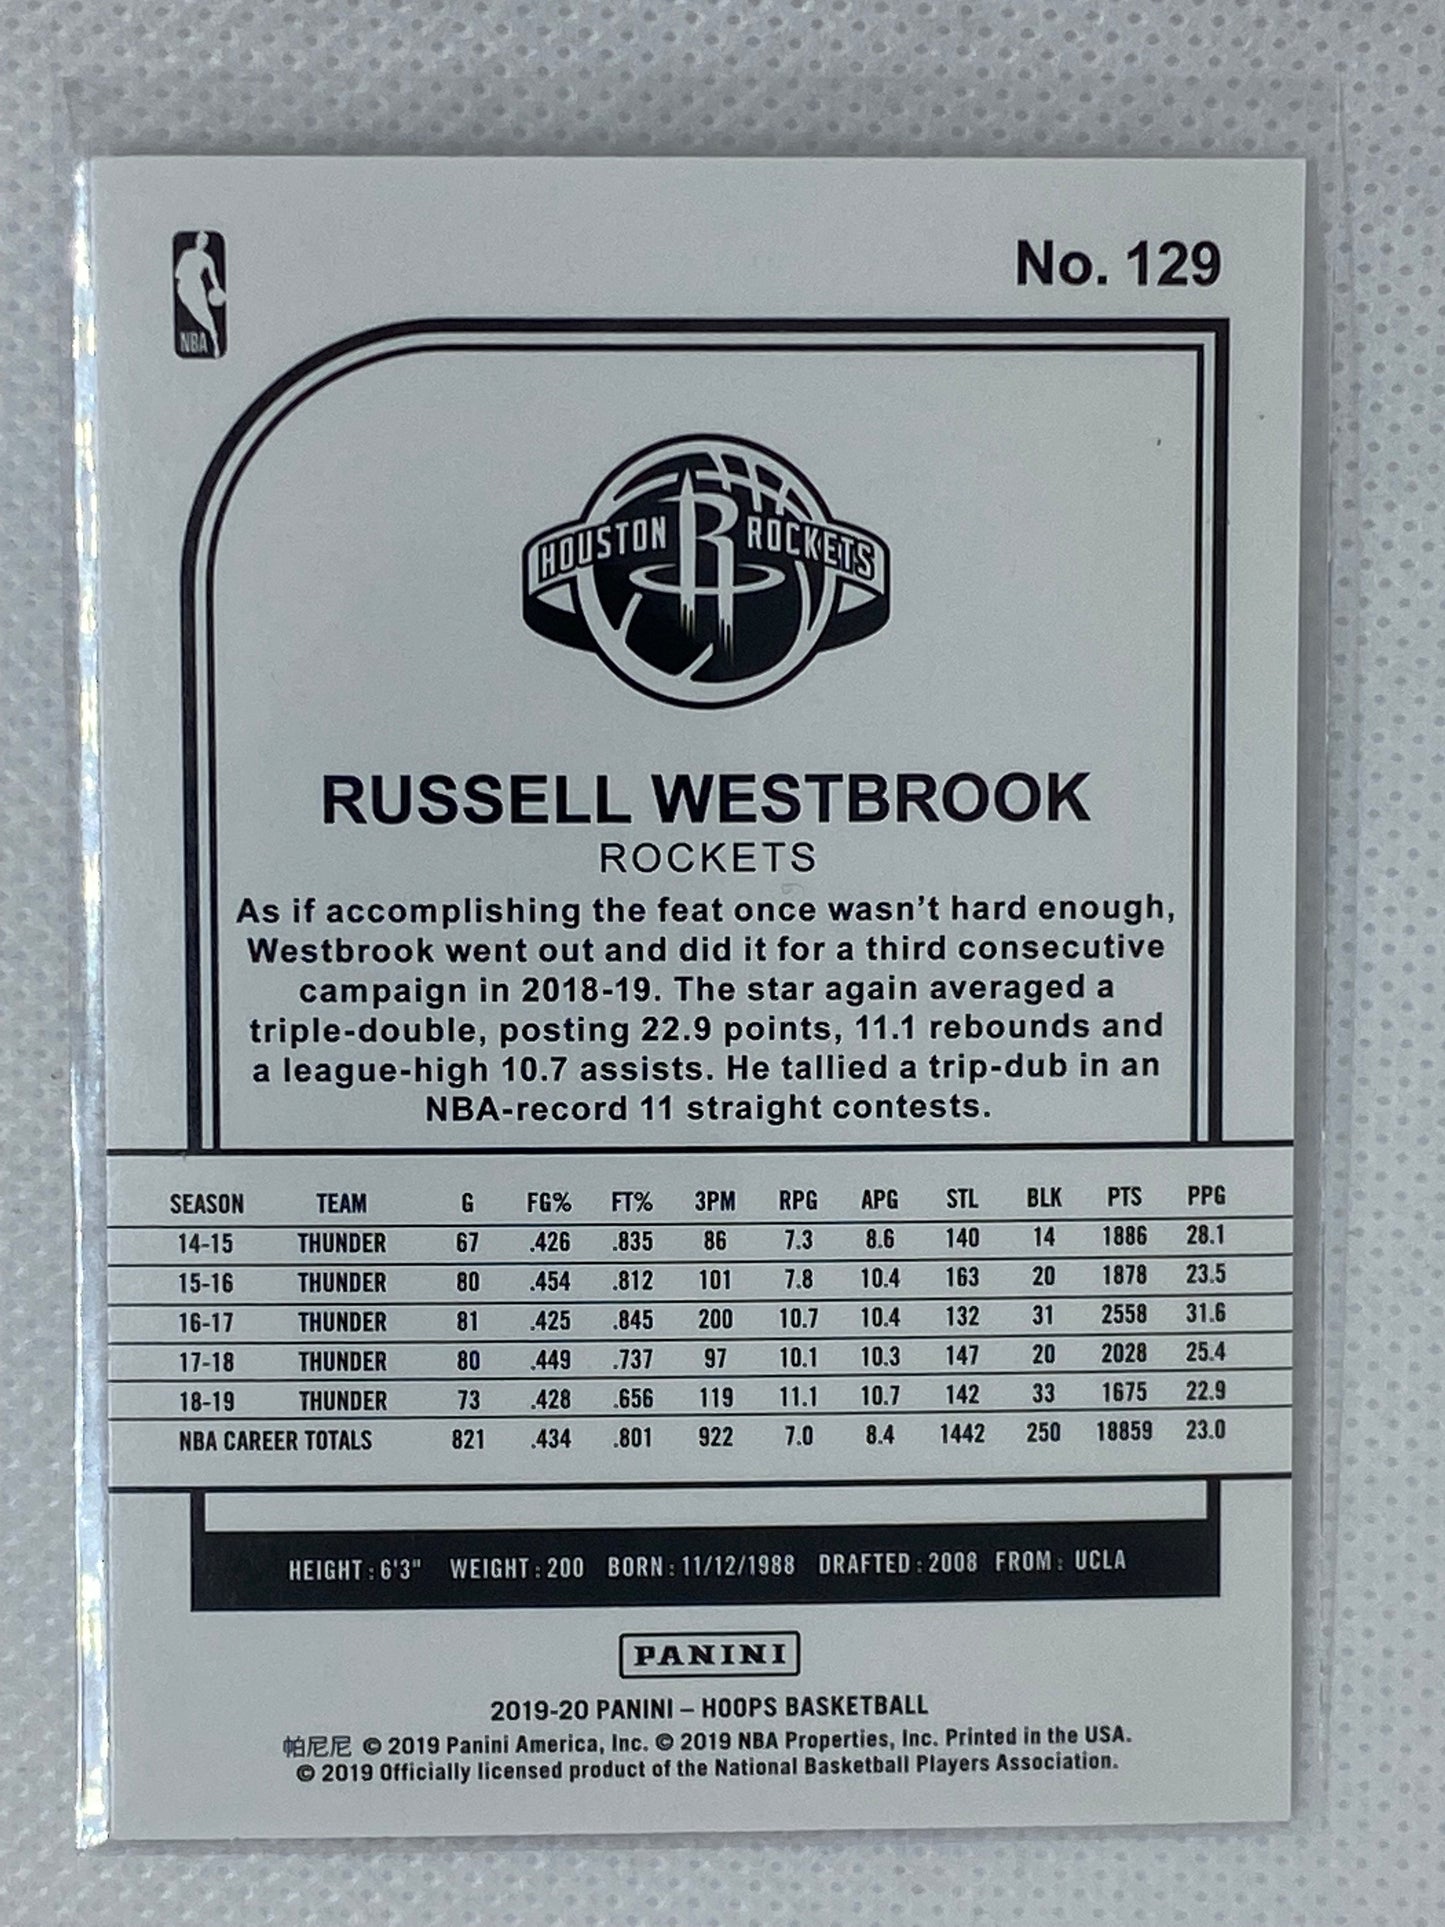 NBA
No. 129
HOUSTON R ROCKETS
RUSSELL WESTBROOK
ROCKETS
As if accomplishing the feat once wasn't hard enough,
Westbrook went out and did it for a third consecutive
campaign in 2018-19. The star again averaged a
triple-double, posting 22.9 points, 11.1 rebounds and
a league-high 10.7 assists. He tallied a trip-dub in an
NBA-record 11 straight contests.
SEASON TEAM G FG% FT% 3PM RPG APG STL BLK PTS PPG
14-15 THUNDER 67 .426 .835 86 7.3 8.6 140 14 1886 28.1
15-16 THUNDER 80 .454 .812 101 7.8 10.4 163 20 1878 23.5
16-17 THUNDER 81 .425 .845 200 10.7 10.4 132 31 2558 31.6
17-18 THUNDER 80 .449 .737 97 10.1 10.3 147 20 2028 25.4
18-19 THUNDER 73 .428 .656 119 11.1 10.7 142 33 1675 22.9
NBA CAREER TOTALS 821 .434 .801 922 7.0 8.4 1442 250 18859 23.0
HEIGHT : 6'3" WEIGHT : 200 BORN : 11/12/1988 DRAFTED : 2008 FROM : UCLA
PANINI
2019-20 PANINI – HOOPS BASKETBALL
帕尼尼 © 2019 Panini America, Inc. © 2019 NBA Properties, Inc. Printed in the USA.
© 2019 Officially licensed product of the National Basketball Players Association.